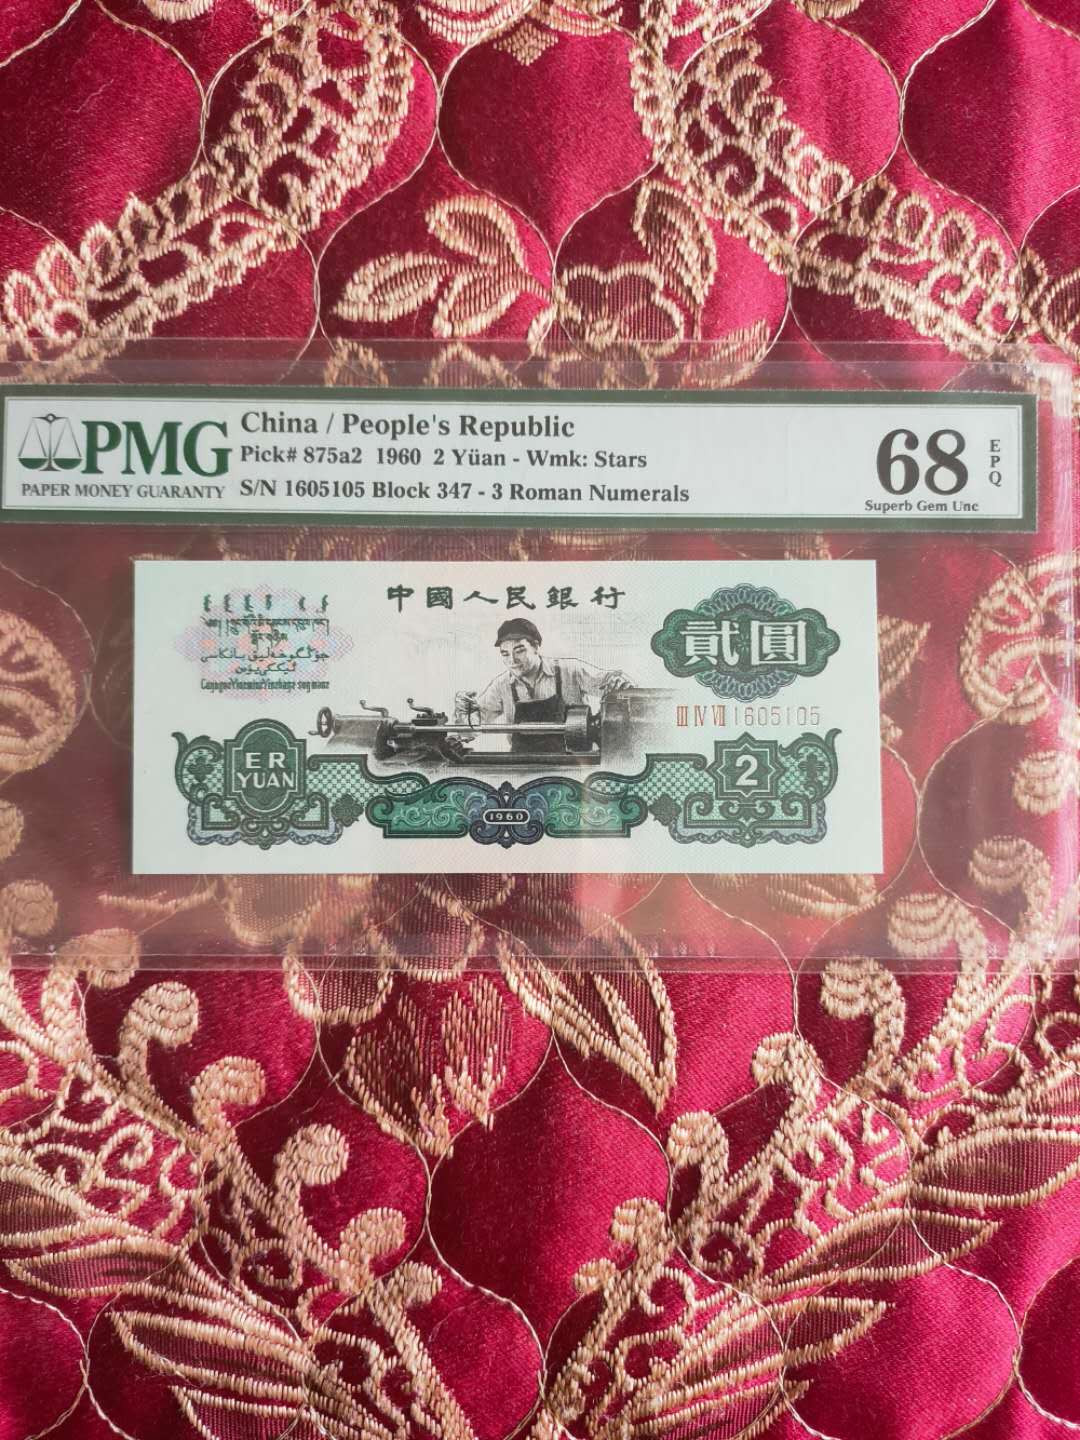 PMG
PAPER MONEY GUARANTY
China / People's Republic
Pick# 875a2 1960 2 Yüan - Wmk: Stars
S/N 1605105 Block 347 - 3 Roman Numerals
68
EPQ
Superb Gem Unc
中國人民銀行
貳圓
Ⅲ Ⅳ Ⅶ 1605105
ER
YUAN
1960
2